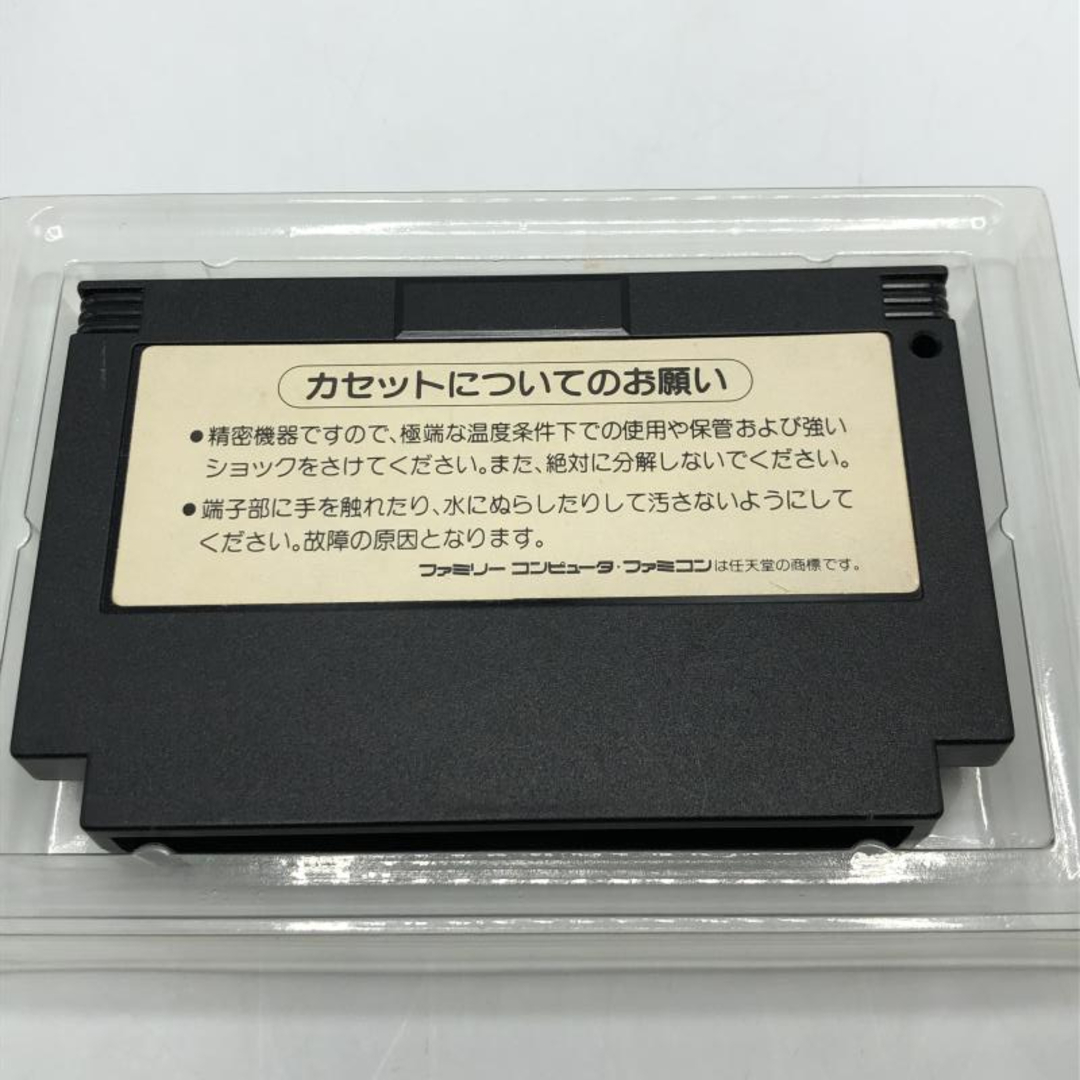 カセットについてのお願い
●精密機器ですので、極端な温度条件下での使用や保管および強い
ショックをさけてください。また、絶対に分解しないでください。
●端子部に手を触れたり、水にぬらしたりして汚さないようにして
ください。故障の原因となります。
ファミリー コンピュータ・ファミコンは任天堂の商標です。